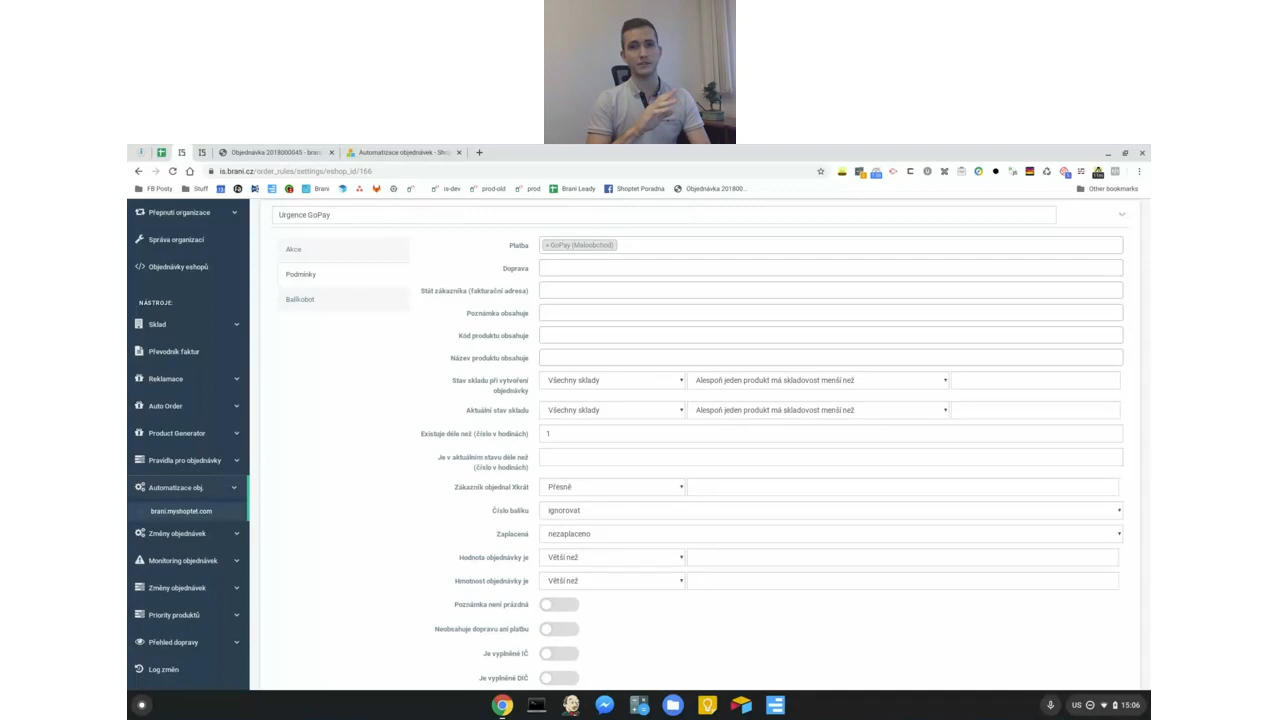 Objednávka 2018000045 - brani
Automatizace objednávek - Shop
is.brani.cz/order_rules/settings/eshop_id/166
FB Posty
Stuff
Brani
is-dev
prod-old
prod
Brani Leady
Shoptet Poradna
Objednávka 201800...
Other bookmarks
Přepnutí organizace
Správa organizací
Objednávky eshopů
NÁSTROJE:
Sklad
Převodník faktur
Reklamace
Auto Order
Product Generator
Pravidla pro objednávky
Automatizace obj.
brani.myshoptet.com
Změny objednávek
Monitoring objednávek
Změny objednávek
Priority produktů
Přehled dopravy
Log změn
Urgence GoPay
Akce
Podmínky
Balíkobot
Platba
× GoPay (Maloobchod)
Doprava
Stát zákazníka (fakturační adresa)
Poznámka obsahuje
Kód produktu obsahuje
Název produktu obsahuje
Stav skladu při vytvoření
objednávky
Všechny sklady
Alespoň jeden produkt má skladovost menší než
Aktuální stav skladu
Všechny sklady
Alespoň jeden produkt má skladovost menší než
Existuje déle než (číslo v hodinách)
1
Je v aktuálním stavu déle než
(číslo v hodinách)
Zákazník objednal Xkrát
Přesně
Číslo balíku
ignorovat
Zaplacená
nezaplaceno
Hodnota objednávky je
Větší než
Hmotnost objednávky je
Větší než
Poznámka není prázdná
Neobsahuje dopravu ani platbu
Je vyplněné IČ
Je vyplněné DIČ
US
15:06